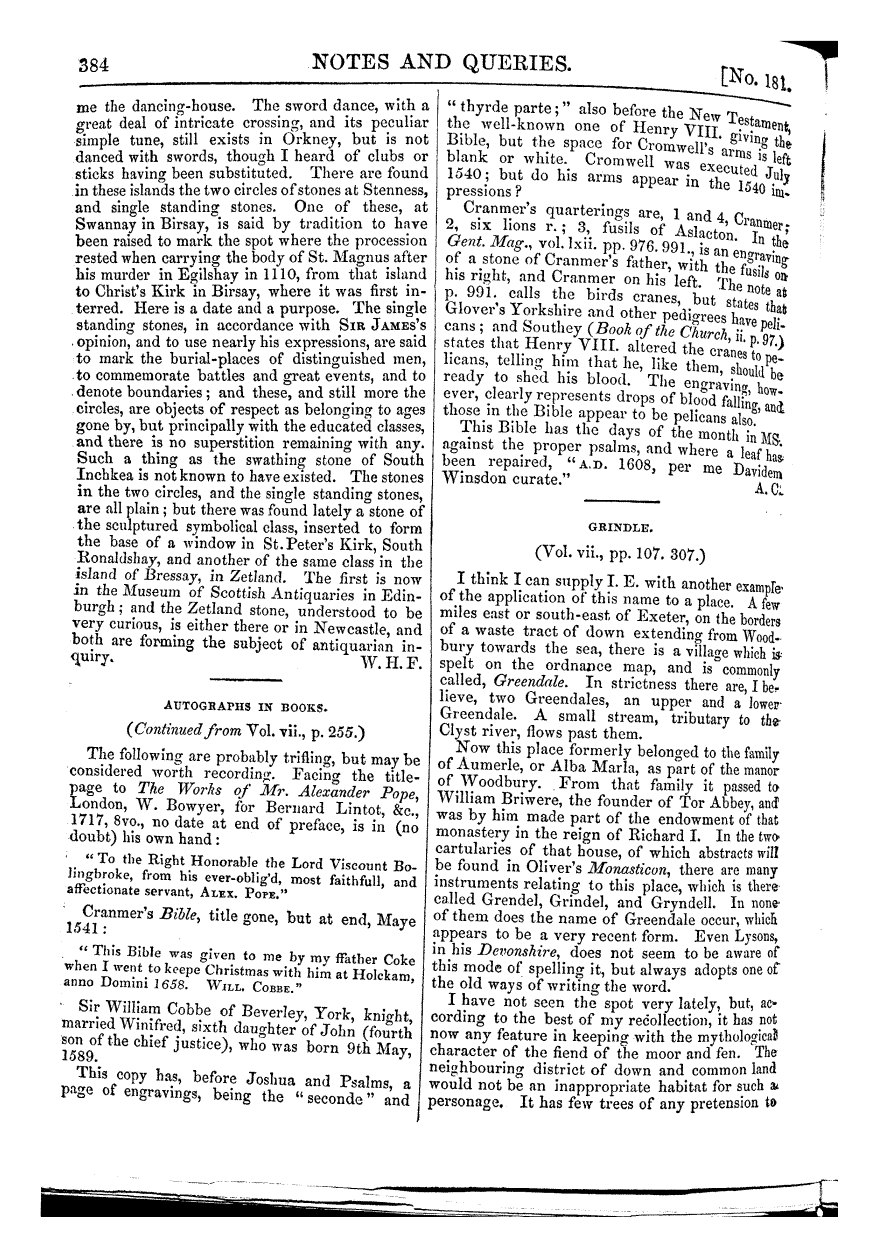 384
NOTES AND QUERIES.
[No. 181.
me the dancing-house. The sword dance, with a
great deal of intricate crossing, and its peculiar
simple tune, still exists in Orkney, but is not
danced with swords, though I heard of clubs or
sticks having been substituted. There are found
in these islands the two circles of stones at Stenness,
and single standing stones. One of these, at
Swannay in Birsay, is said by tradition to have
been raised to mark the spot where the procession
rested when carrying the body of St. Magnus after
his murder in Egilshay in 1110, from that island
to Christ's Kirk in Birsay, where it was first in-
terred. Here is a date and a purpose. The single
standing stones, in accordance with SIR JAMES'S
opinion, and to use nearly his expressions, are said
to mark the burial-places of distinguished men,
to commemorate battles and great events, and to
denote boundaries; and these, and still more the
circles, are objects of respect as belonging to ages
gone by, but principally with the educated classes,
and there is no superstition remaining with any.
Such a thing as the swathing stone of South
Inchkea is not known to have existed. The stones
in the two circles, and the single standing stones,
are all plain; but there was found lately a stone of
the sculptured symbolical class, inserted to form
the base of a window in St. Peter's Kirk, South
Ronaldshay, and another of the same class in the
island of Bressay, in Zetland. The first is now
in the Museum of Scottish Antiquaries in Edin-
burgh; and the Zetland stone, understood to be
very curious, is either there or in Newcastle, and
both are forming the subject of antiquarian in-
quiry. W. H. F.
AUTOGRAPHS IN BOOKS.
(Continued from Vol. vii., p. 255.)
The following are probably trifling, but may be
considered worth recording. Facing the title-
page to The Works of Mr. Alexander Pope,
London, W. Bowyer, for Bernard Lintot, &c.,
1717, 8vo., no date at end of preface, is in (no
doubt) his own hand:
"To the Right Honorable the Lord Viscount Bo-
lingbroke, from his ever-oblig'd, most faithfull, and
affectionate servant, ALEX. POPE."
Cranmer's Bible, title gone, but at end, Maye
1541:
"This Bible was given to me by my ffather Coke
when I went to keepe Christmas with him at Holckam,
anno Domini 1658. WILL. COBBE."
Sir William Cobbe of Beverley, York, knight,
married Winifred, sixth daughter of John (fourth
son of the chief justice), who was born 9th May,
1589.
This copy has, before Joshua and Psalms, a
page of engravings, being the "seconde" and
"thyrde parte;" also before the New Testament,
the well-known one of Henry VIII. giving the
Bible, but the space for Cromwell's arms is left
blank or white. Cromwell was executed July
1540; but do his arms appear in the 1540 im-
pressions?
Cranmer's quarterings are, 1 and 4, Cranmer;
2, six lions r.; 3, fusils of Aslacton. In the
Gent. Mag., vol. lxii. pp. 976. 991., is an engraving
of a stone of Cranmer's father, with the fusils on
his right, and Cranmer on his left. The note at
p. 991. calls the birds cranes, but states that
Glover's Yorkshire and other pedigrees have peli-
cans; and Southey (Book of the Church, ii. p. 97.)
states that Henry VIII. altered the cranes to pe-
licans, telling him that he, like them, should be
ready to shed his blood. The engraving, how-
ever, clearly represents drops of blood falling, and
those in the Bible appear to be pelicans also.
This Bible has the days of the month in MS.
against the proper psalms, and where a leaf has
been repaired, "A.D. 1608, per me Davidem
Winsdon curate."
A. C.
GRINDLE.
(Vol. vii., pp. 107. 307.)
I think I can supply I. E. with another example
of the application of this name to a place. A few
miles east or south-east of Exeter, on the borders
of a waste tract of down extending from Wood-
bury towards the sea, there is a village which is
spelt on the ordnance map, and is commonly
called, Greendale. In strictness there are, I be-
lieve, two Greendales, an upper and a lower
Greendale. A small stream, tributary to the
Clyst river, flows past them.
Now this place formerly belonged to the family
of Aumerle, or Alba Marla, as part of the manor
of Woodbury. From that family it passed to
William Briwere, the founder of Tor Abbey, and
was by him made part of the endowment of that
monastery in the reign of Richard I. In the two
cartularies of that house, of which abstracts will
be found in Oliver's Monasticon, there are many
instruments relating to this place, which is there
called Grendel, Grindel, and Gryndell. In none
of them does the name of Greendale occur, which
appears to be a very recent form. Even Lysons,
in his Devonshire, does not seem to be aware of
this mode of spelling it, but always adopts one of
the old ways of writing the word.
I have not seen the spot very lately, but, ac-
cording to the best of my recollection, it has not
now any feature in keeping with the mythological
character of the fiend of the moor and fen. The
neighbouring district of down and common land
would not be an inappropriate habitat for such a
personage. It has few trees of any pretension to